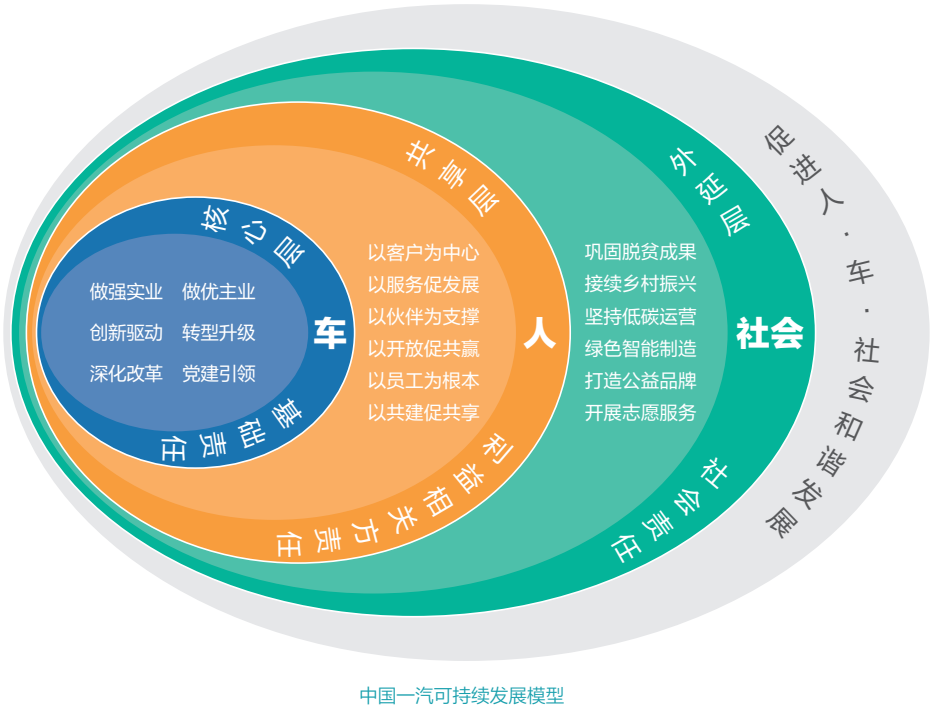 核心层
做强实业 做优主业
创新驱动 转型升级
深化改革 党建引领
车
基础责任
共享层
以客户为中心
以服务促发展
以伙伴为支撑
以开放促共赢
以员工为根本
以共建促共享
人
利益相关方责任
外延层
巩固脱贫成果
接续乡村振兴
坚持低碳运营
绿色智能制造
打造公益品牌
开展志愿服务
社会
社会责任
促进人·车·社会和谐发展
中国一汽可持续发展模型